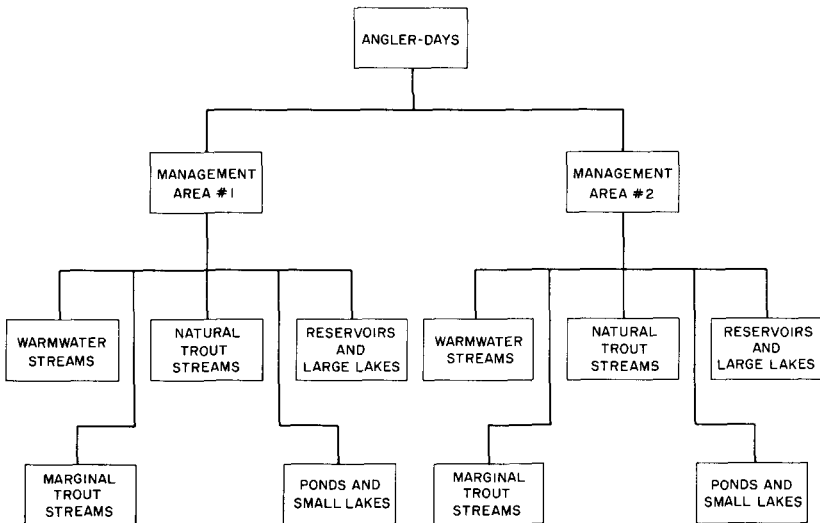 ANGLER-DAYS
MANAGEMENT
AREA #1
MANAGEMENT
AREA #2
WARMWATER
STREAMS
NATURAL
TROUT
STREAMS
RESERVOIRS
AND
LARGE LAKES
WARMWATER
STREAMS
NATURAL
TROUT
STREAMS
RESERVOIRS
AND
LARGE LAKES
MARGINAL
TROUT
STREAMS
PONDS AND
SMALL LAKES
MARGINAL
TROUT
STREAMS
PONDS AND
SMALL LAKES